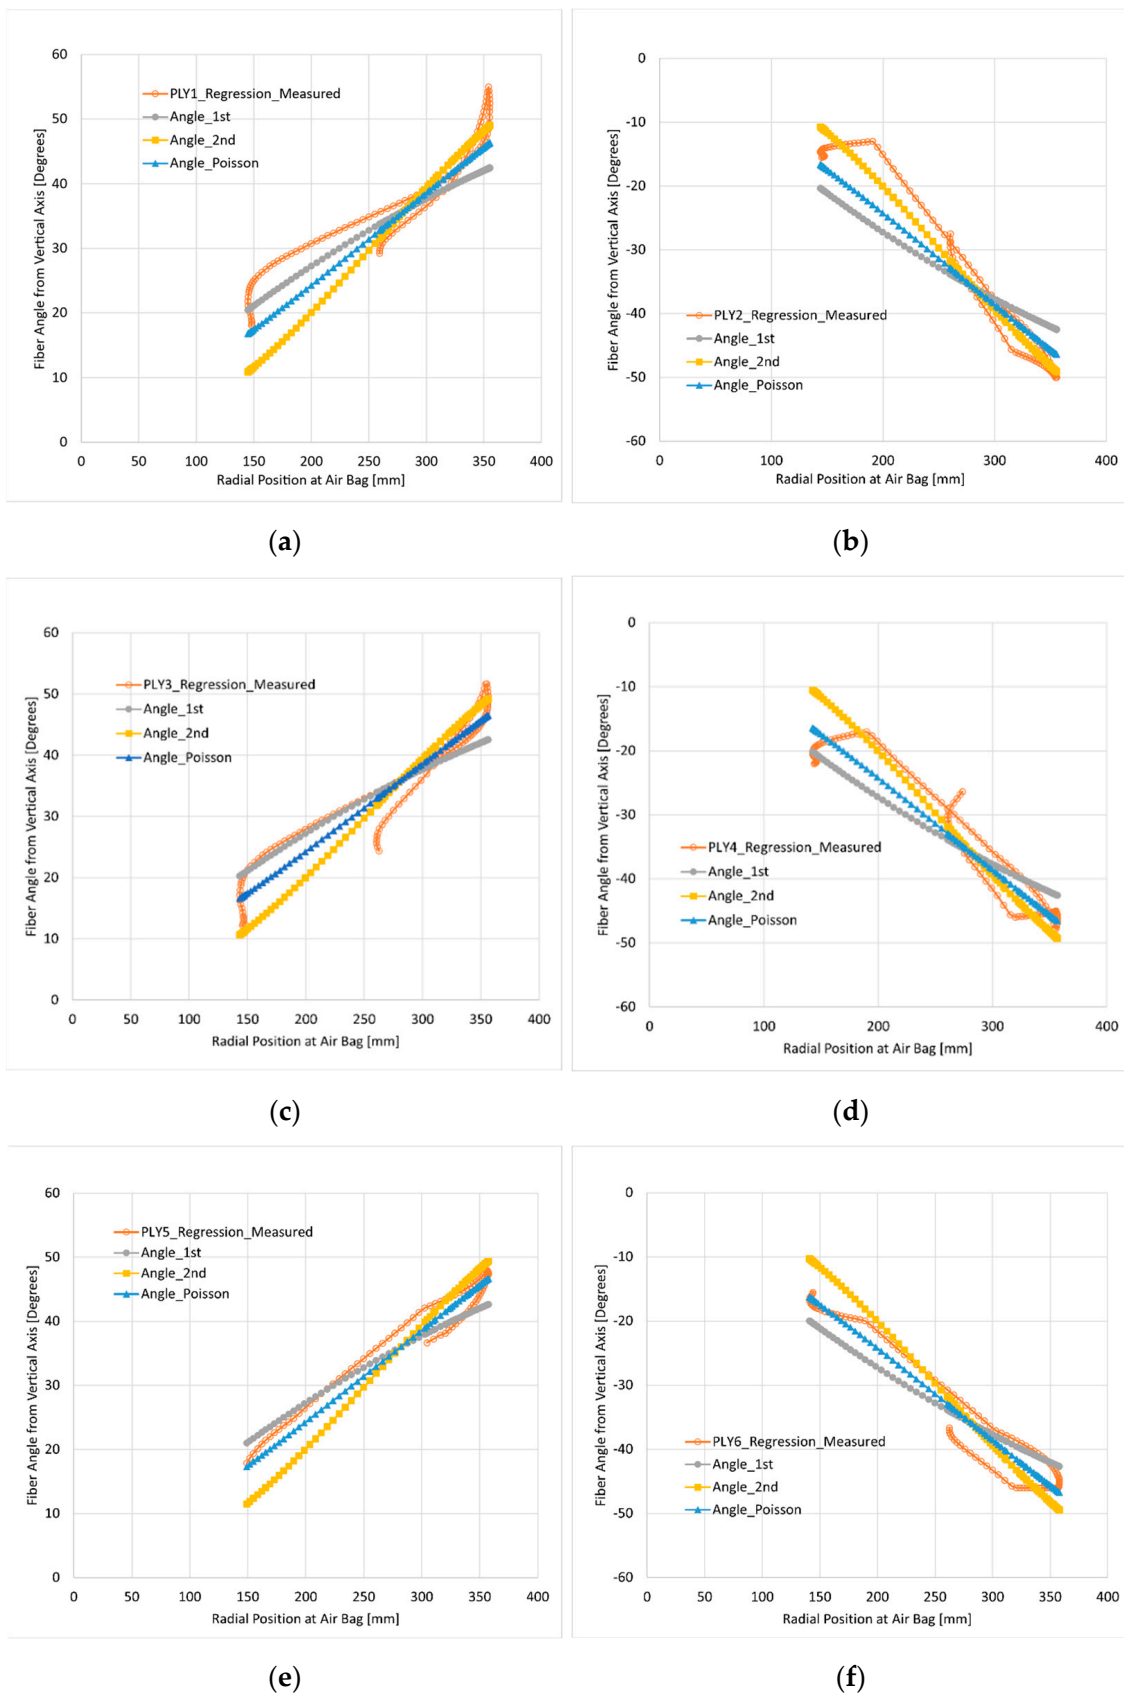 60
50
40
30
20
10
0
Fiber Angle from Vertical Axis [Degrees]
PLY1_Regression_Measured
Angle_1st
Angle_2nd
Angle_Poisson
0 50 100 150 200 250 300 350 400
Radial Position at Air Bag [mm]
(a)
0
-10
-20
-30
-40
-50
-60
Fiber Angle from Vertical Axis [Degrees]
PLY2_Regression_Measured
Angle_1st
Angle_2nd
Angle_Poisson
0 100 200 300 400
Radial Position at Air Bag [mm]
(b)
60
50
40
30
20
10
0
Fiber Angle from Vertical Axis [Degrees]
PLY3_Regression_Measured
Angle_1st
Angle_2nd
Angle_Poisson
0 50 100 150 200 250 300 350 400
Radial Position at Air Bag [mm]
(c)
0
-10
-20
-30
-40
-50
-60
Fiber Angle from Vertical Axis [Degrees]
PLY4_Regression_Measured
Angle_1st
Angle_2nd
Angle_Poisson
0 100 200 300 400
Radial Position at Air Bag [mm]
(d)
60
50
40
30
20
10
0
Fiber Angle from Vertical Axis [Degrees]
PLY5_Regression_Measured
Angle_1st
Angle_2nd
Angle_Poisson
0 50 100 150 200 250 300 350 400
Radial Position at Air Bag [mm]
(e)
0
-10
-20
-30
-40
-50
-60
Fiber Angle from Vertical Axis [Degrees]
PLY6_Regression_Measured
Angle_1st
Angle_2nd
Angle_Poisson
0 50 100 150 200 250 300 350 400
Radial Position at Air Bag [mm]
(f)